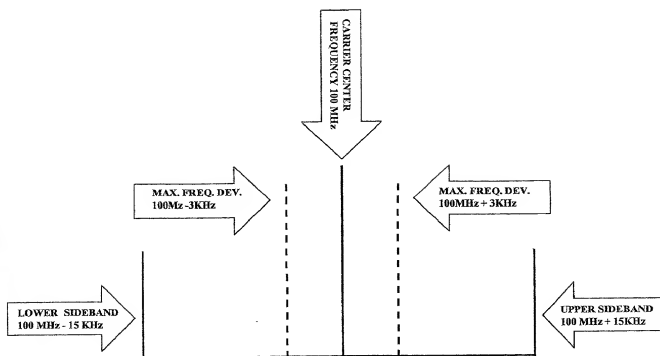 CARRIER CENTER
FREQUENCY 100 MHz
MAX. FREQ. DEV.
100Mz -3KHz
MAX. FREQ. DEV.
100MHz + 3KHz
LOWER SIDEBAND
100 MHz - 15 KHz
UPPER SIDEBAND
100 MHz + 15KHz